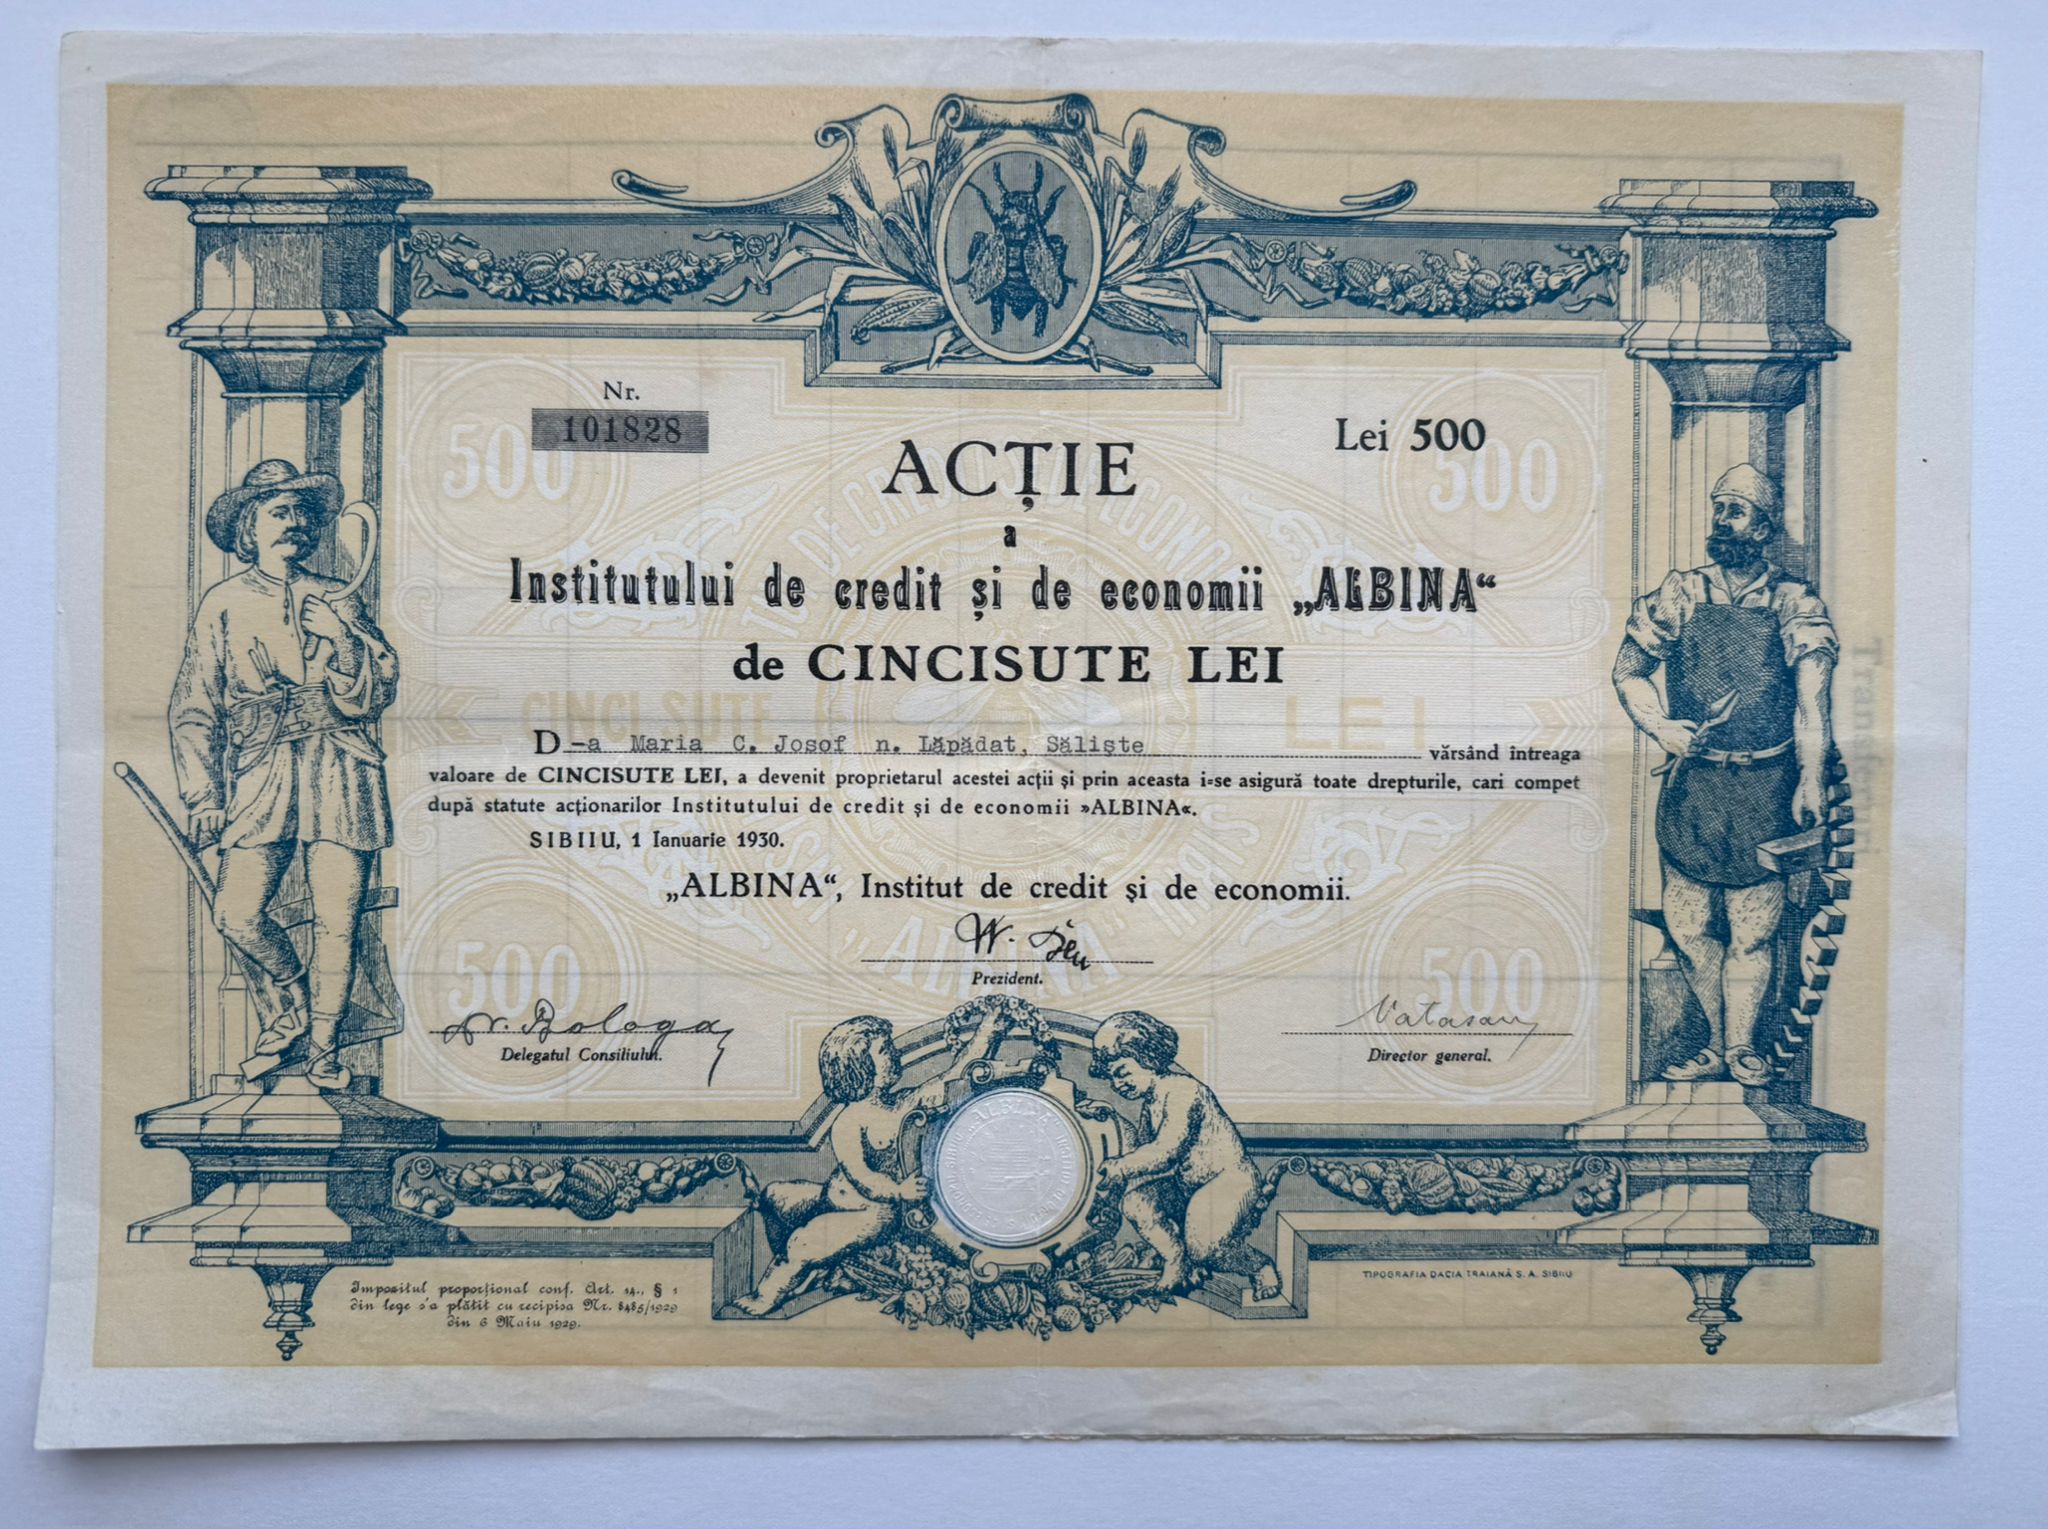 Nr.
101828
Lei 500
ACȚIE
a
Institutului de credit și de economii „ALBINA“
de CINCISUTE LEI
D-a Maria C. Josof n. Lăpădat, Săliște vărsând întreaga
valoare de CINCISUTE LEI, a devenit proprietarul acestei acții și prin aceasta i=se asigură toate drepturile, cari compet
după statute acționarilor Institutului de credit și de economii »ALBINA«.
SIBIIU, 1 Ianuarie 1930.
„ALBINA“, Institut de credit și de economii.
Prezident.
Dr. Bologa
Delegatul Consiliului.
Director general.
500
500
CINCI SUTE LEI
500
500
TIPOGRAFIA DACIA TRAIANĂ S. A. SIBIIU
Impozitul proporțional conf. Art. 14., § 1
din lege s'a plătit cu recipisa Nr. 8485/1929
din 6 Maiu 1929.